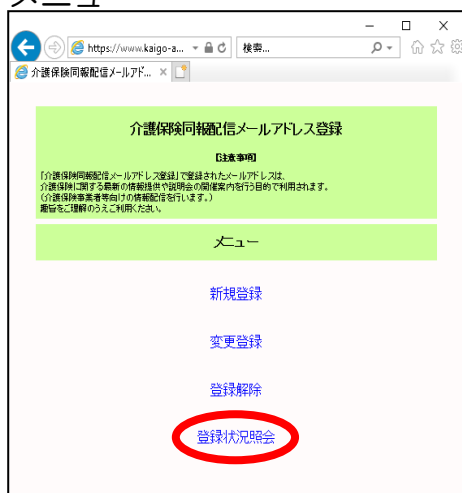 メニュー
https://www.kaigo-a...
検索...
介護保険同報配信メールアド...
介護保険同報配信メールアドレス登録
【注意事項】
「介護保険同報配信メールアドレス登録」で登録されたメールアドレスは、
介護保険に関する最新の情報提供や説明会の開催案内を行う目的で利用されます。
(介護保険事業者等向けの情報配信を行います。)
趣旨をご理解のうえご利用ください。
メニュー
新規登録
変更登録
登録解除
登録状況照会